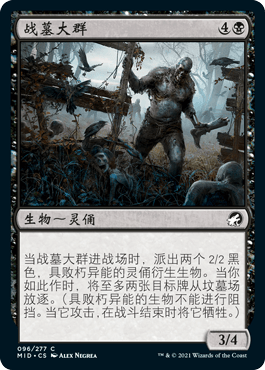 战墓大群 4
生物～灵俑
当战墓大群进战场时，派出两个 2/2 黑
色，具败朽异能的灵俑衍生生物。当你
如此作时，将至多两张目标牌从坟墓场
放逐。（具败朽异能的生物不能进行阻
挡。当它攻击，在战斗结束时将它牺牲。）
3/4
096/277 C
MID • CS ALEX NEGREA
™ & © 2021 Wizards of the Coast